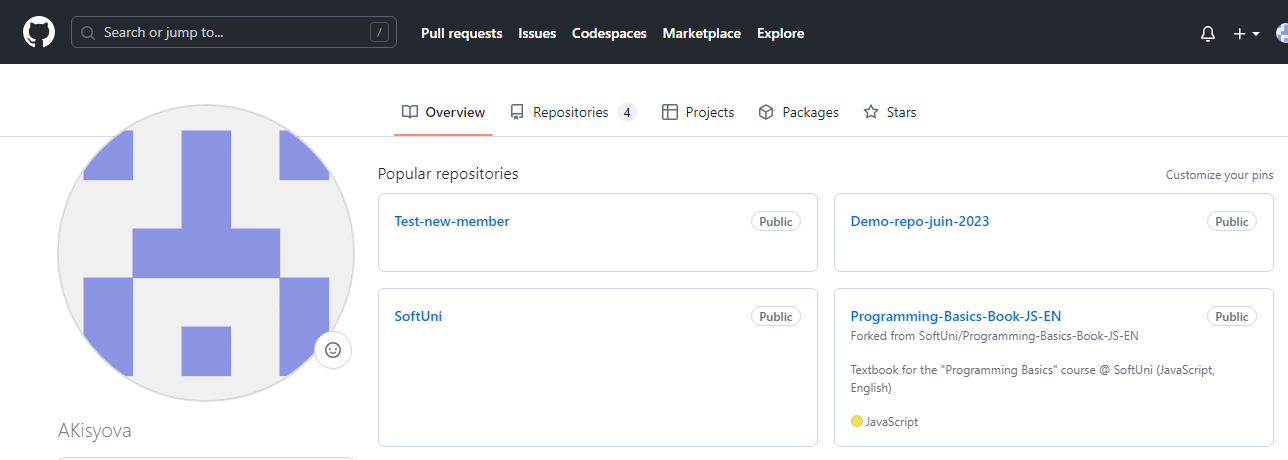 Search or jump to... /
Pull requests Issues Codespaces Marketplace Explore
Overview Repositories 4 Projects Packages Stars
Popular repositories
Customize your pins
Test-new-member Public
Demo-repo-juin-2023 Public
SoftUni Public
Programming-Basics-Book-JS-EN Public
Forked from SoftUni/Programming-Basics-Book-JS-EN
Textbook for the "Programming Basics" course @ SoftUni (JavaScript,
English)
JavaScript
AKisyova